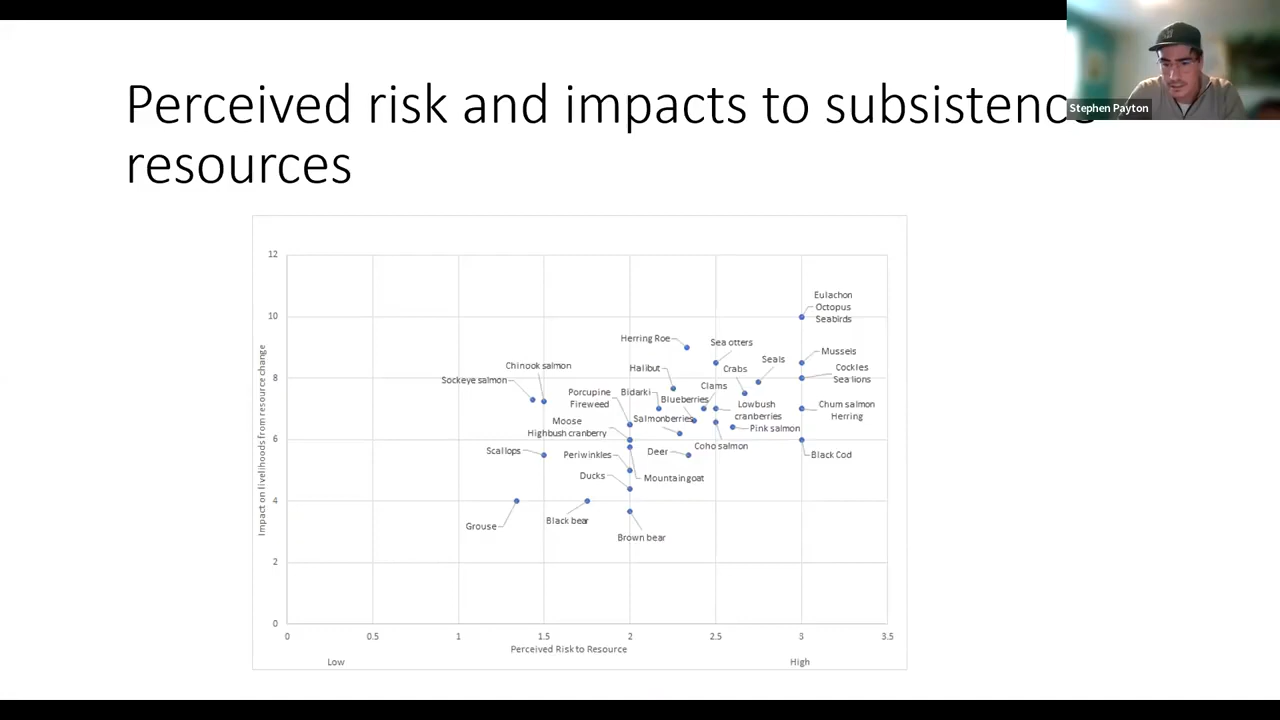 Stephen Payton
Perceived risk and impacts to subsistence
resources
12
10
8
6
4
2
0
Impact on livelihoods from resource change
Eulachon
Octopus
Seabirds
Herring Roe
Sea otters
Mussels
Seals
Chinook salmon
Halibut
Crabs
Cockles
Sea lions
Sockeye salmon
Clams
Porcupine
Fireweed
Bidarki
Blueberries
Lowbush
cranberries
Chum salmon
Herring
Moose
Highbush cranberry
Salmonberries
Pink salmon
Coho salmon
Scallops
Periwinkles
Deer
Black Cod
Ducks
Mountain goat
Grouse
Black bear
Brown bear
0 0.5 1 1.5 2 2.5 3 3.5
Perceived Risk to Resource
Low High